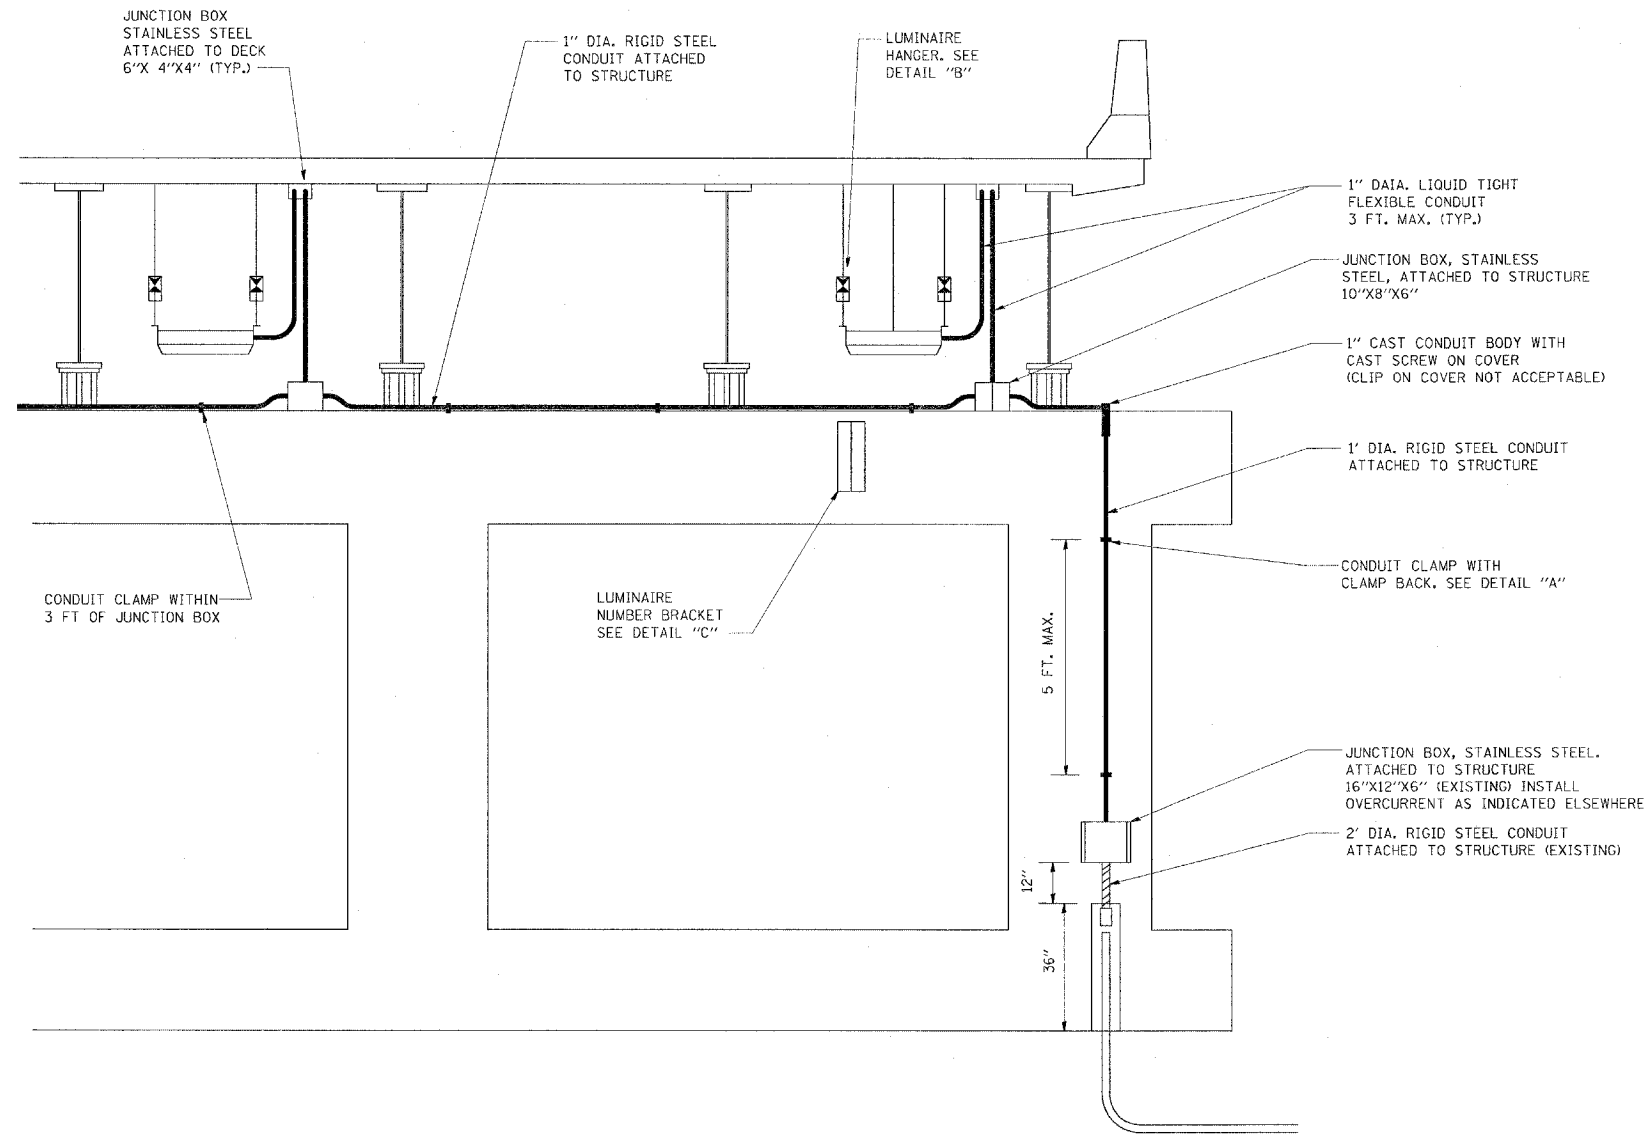 JUNCTION BOX
STAINLESS STEEL
ATTACHED TO DECK
6"X 4"X4" (TYP.)
1" DIA. RIGID STEEL
CONDUIT ATTACHED
TO STRUCTURE
LUMINAIRE
HANGER. SEE
DETAIL "B"
1" DAIA. LIQUID TIGHT
FLEXIBLE CONDUIT
3 FT. MAX. (TYP.)
JUNCTION BOX, STAINLESS
STEEL, ATTACHED TO STRUCTURE
10"X8"X6"
1" CAST CONDUIT BODY WITH
CAST SCREW ON COVER
(CLIP ON COVER NOT ACCEPTABLE)
1' DIA. RIGID STEEL CONDUIT
ATTACHED TO STRUCTURE
CONDUIT CLAMP WITH
CLAMP BACK. SEE DETAIL "A"
CONDUIT CLAMP WITHIN
3 FT OF JUNCTION BOX
LUMINAIRE
NUMBER BRACKET
SEE DETAIL "C"
5 FT. MAX.
JUNCTION BOX, STAINLESS STEEL.
ATTACHED TO STRUCTURE
16"X12"X6" (EXISTING) INSTALL
OVERCURRENT AS INDICATED ELSEWHERE
2' DIA. RIGID STEEL CONDUIT
ATTACHED TO STRUCTURE (EXISTING)
12"
36"